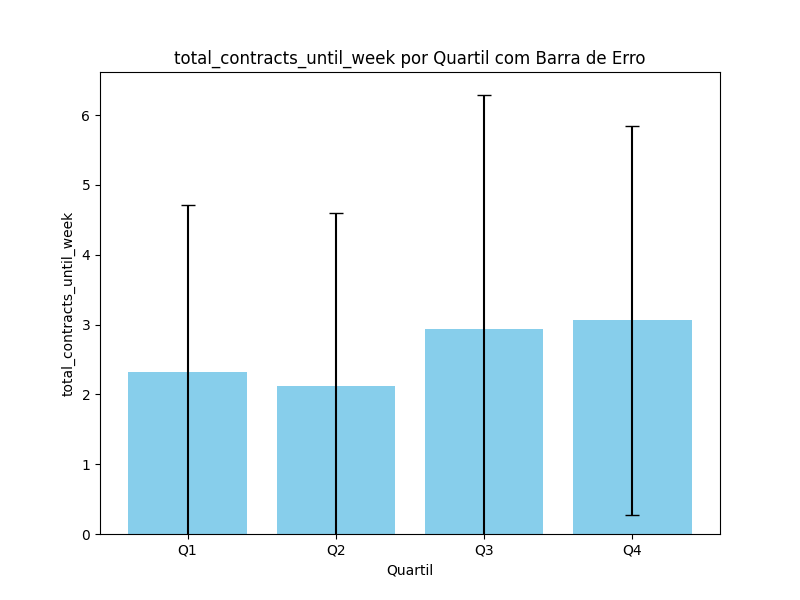 total_contracts_until_week por Quartil com Barra de Erro
total_contracts_until_week
6
5
4
3
2
1
0
Q1 Q2 Q3 Q4
Quartil